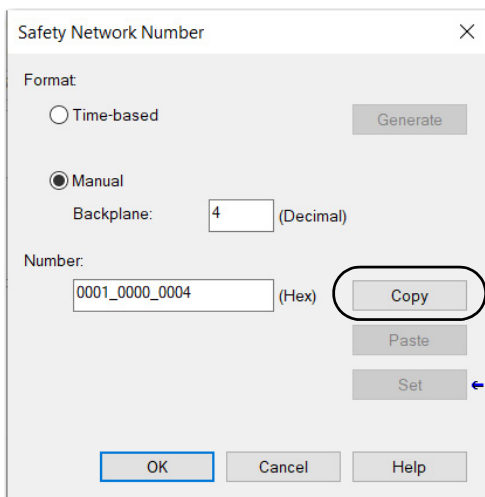 Safety Network Number
Format:
Time-based
Generate
Manual
Backplane: 4 (Decimal)
Number:
0001_0000_0004 (Hex) Copy
Paste
Set
OK Cancel Help